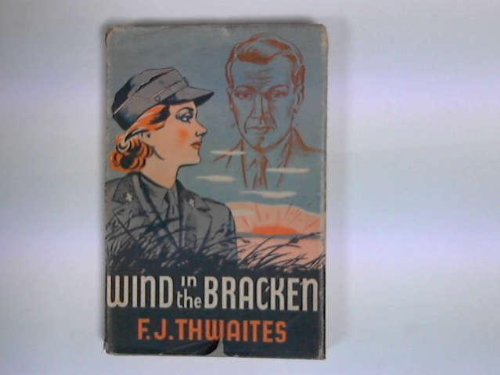 WIND in the BRACKEN
F.J. THWAITES